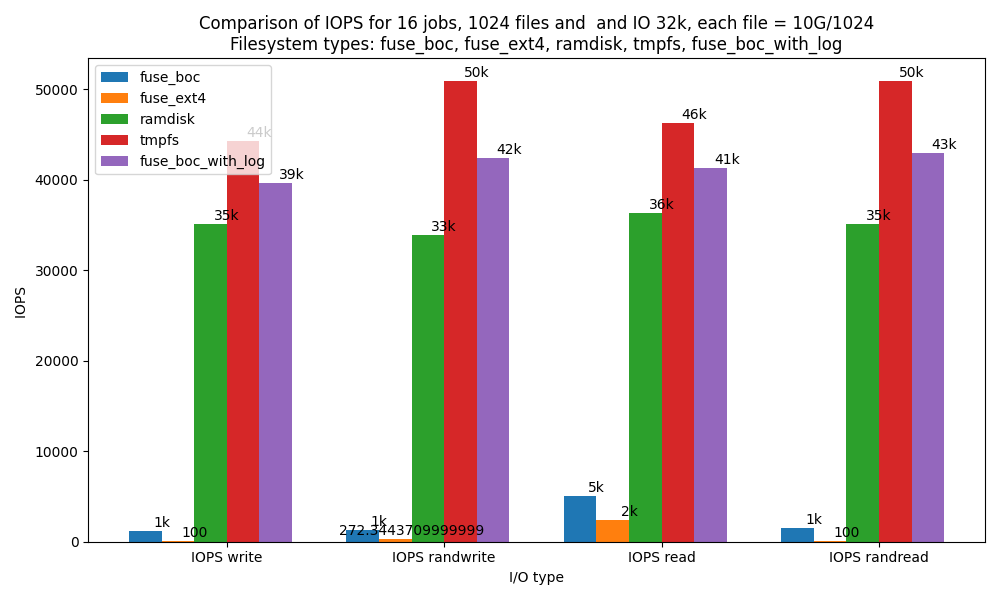 Comparison of IOPS for 16 jobs, 1024 files and  and IO 32k, each file = 10G/1024
Filesystem types: fuse_boc, fuse_ext4, ramdisk, tmpfs, fuse_boc_with_log
fuse_boc
fuse_ext4
ramdisk
tmpfs
fuse_boc_with_log
IOPS
50000
40000
30000
20000
10000
0
1k
100
35k
44k
39k
1k
272.3443709999999
33k
50k
42k
5k
2k
36k
46k
41k
1k
100
35k
50k
43k
IOPS write
IOPS randwrite
IOPS read
IOPS randread
I/O type